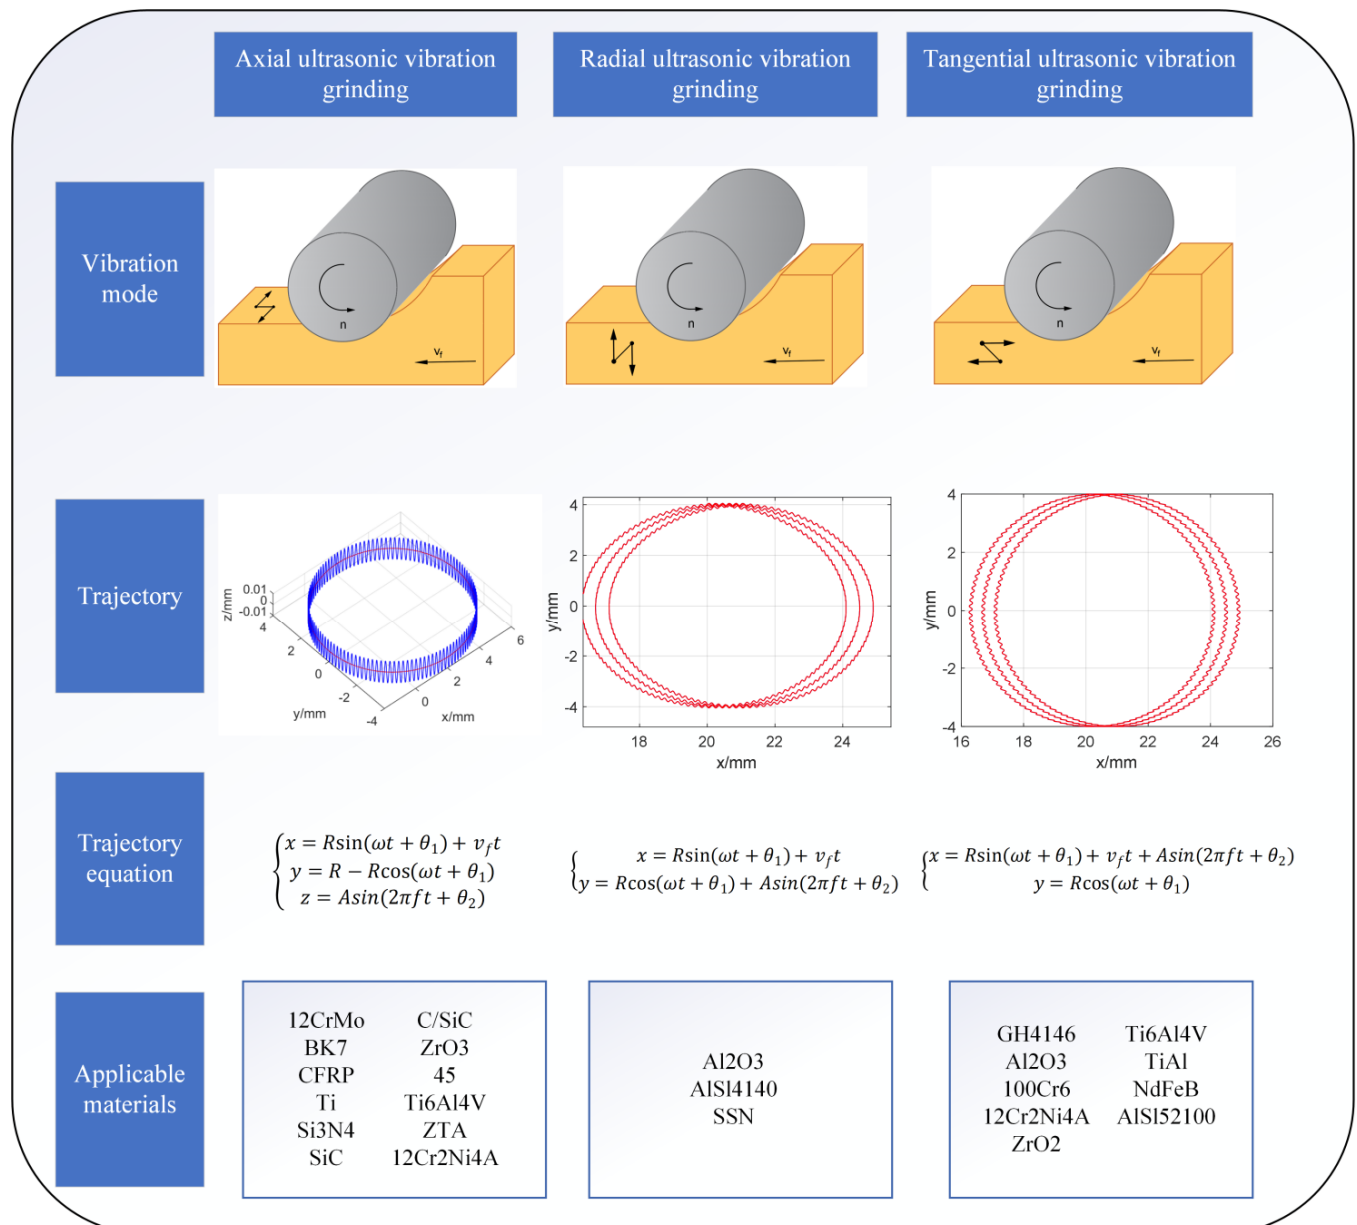 Axial ultrasonic vibration
grinding
Radial ultrasonic vibration
grinding
Tangential ultrasonic vibration
grinding
Vibration
mode
n
v_f
n
v_f
n
v_f
Trajectory
z/mm
0.01
0
-0.01
4
2
0
-2
-4
y/mm
0
2
4
6
x/mm
y/mm
4
2
0
-2
-4
18
20
22
24
x/mm
y/mm
4
2
0
-2
-4
16
18
20
22
24
26
x/mm
Trajectory
equation
x = Rsin(ωt + θ₁) + v_f t
y = R − Rcos(ωt + θ₁)
z = Asin(2πft + θ₂)
x = Rsin(ωt + θ₁) + v_f t
y = Rcos(ωt + θ₁) + Asin(2πft + θ₂)
x = Rsin(ωt + θ₁) + v_f t + Asin(2πft + θ₂)
y = Rcos(ωt + θ₁)
Applicable
materials
12CrMo C/SiC
BK7 ZrO3
CFRP 45
Ti Ti6Al4V
Si3N4 ZTA
SiC 12Cr2Ni4A
Al2O3
AlSl4140
SSN
GH4146 Ti6Al4V
Al2O3 TiAl
100Cr6 NdFeB
12Cr2Ni4A AlSl52100
ZrO2